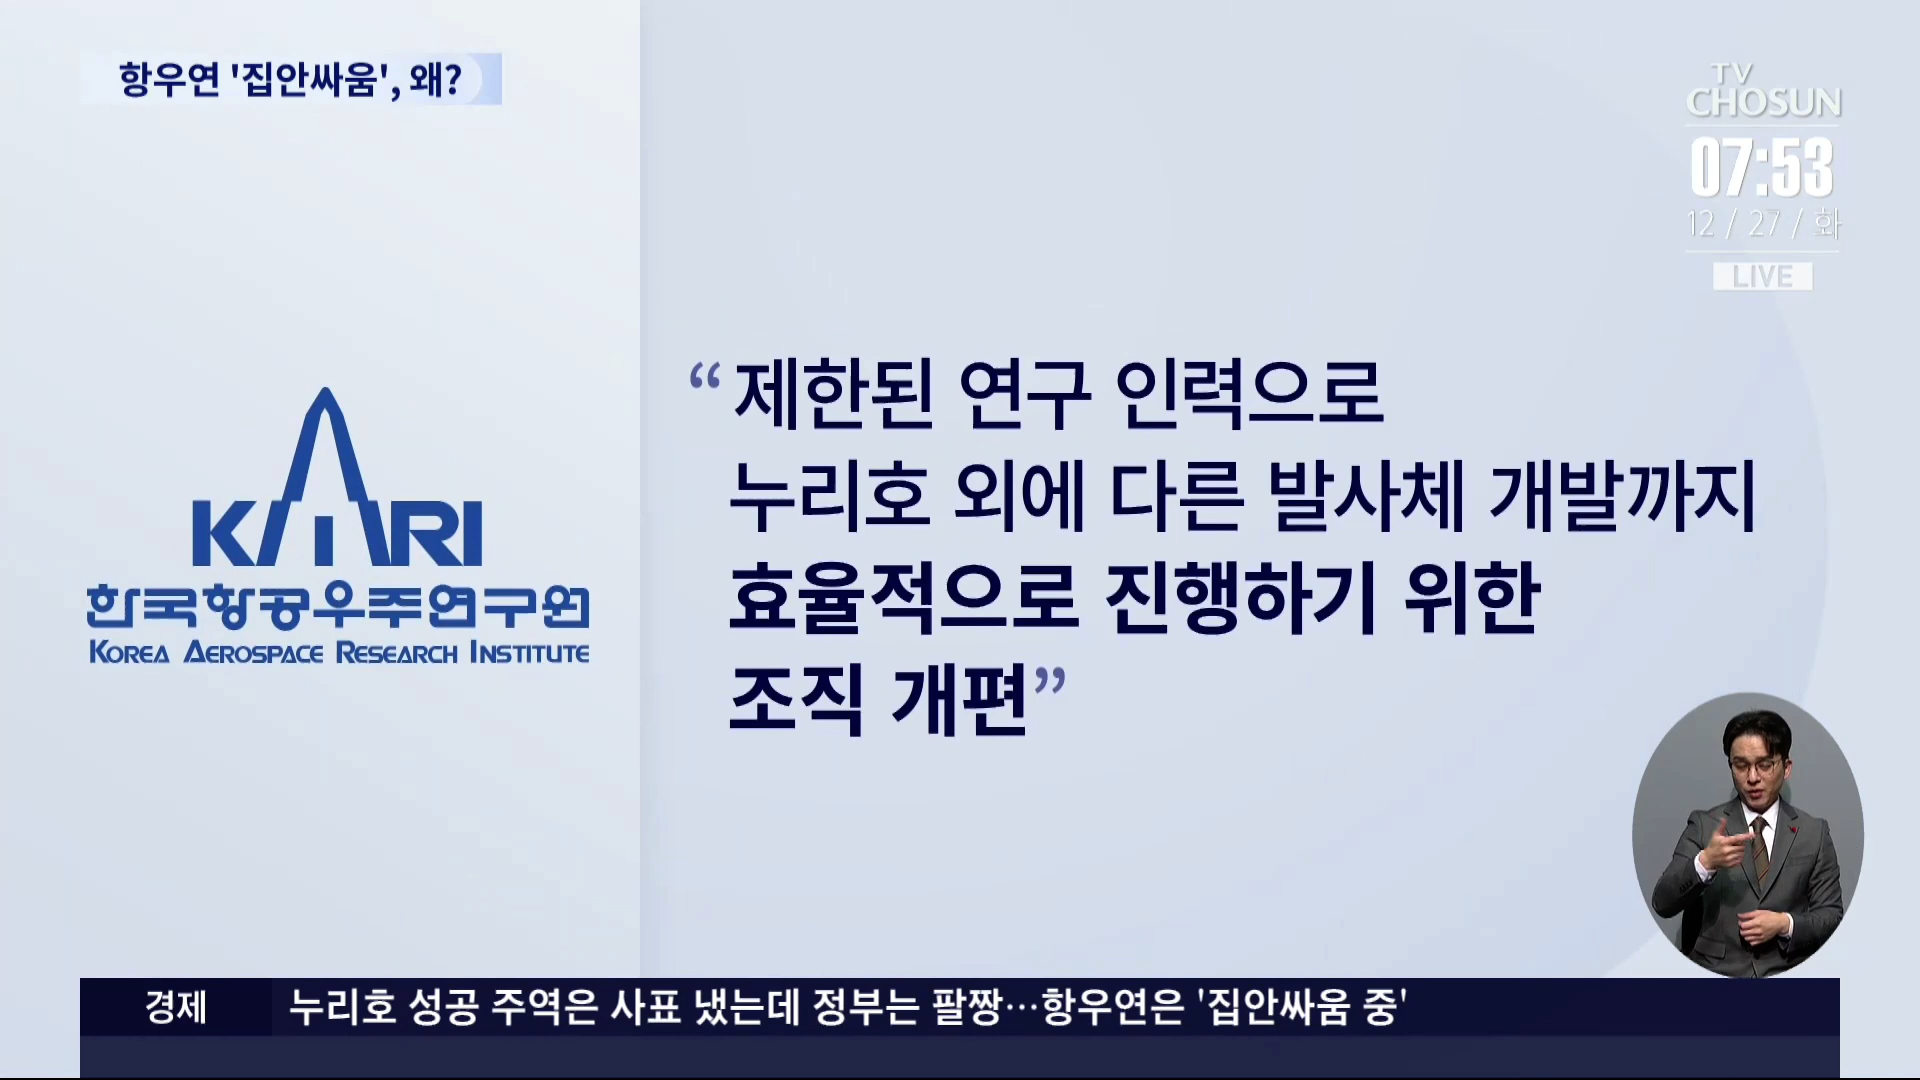 항우연 '집안싸움', 왜?
TV
CHOSUN
07:53
12 / 27 / 화
LIVE
KARI
한국항공우주연구원
KOREA AEROSPACE RESEARCH INSTITUTE
“제한된 연구 인력으로
누리호 외에 다른 발사체 개발까지
효율적으로 진행하기 위한
조직 개편”
경제
누리호 성공 주역은 사표 냈는데 정부는 팔짱…항우연은 '집안싸움 중'